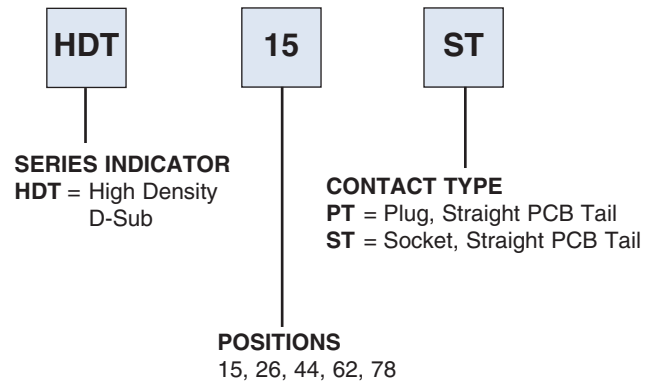 HDT 15 ST
SERIES INDICATOR
HDT = High Density
D-Sub
CONTACT TYPE
PT = Plug, Straight PCB Tail
ST = Socket, Straight PCB Tail
POSITIONS
15, 26, 44, 62, 78